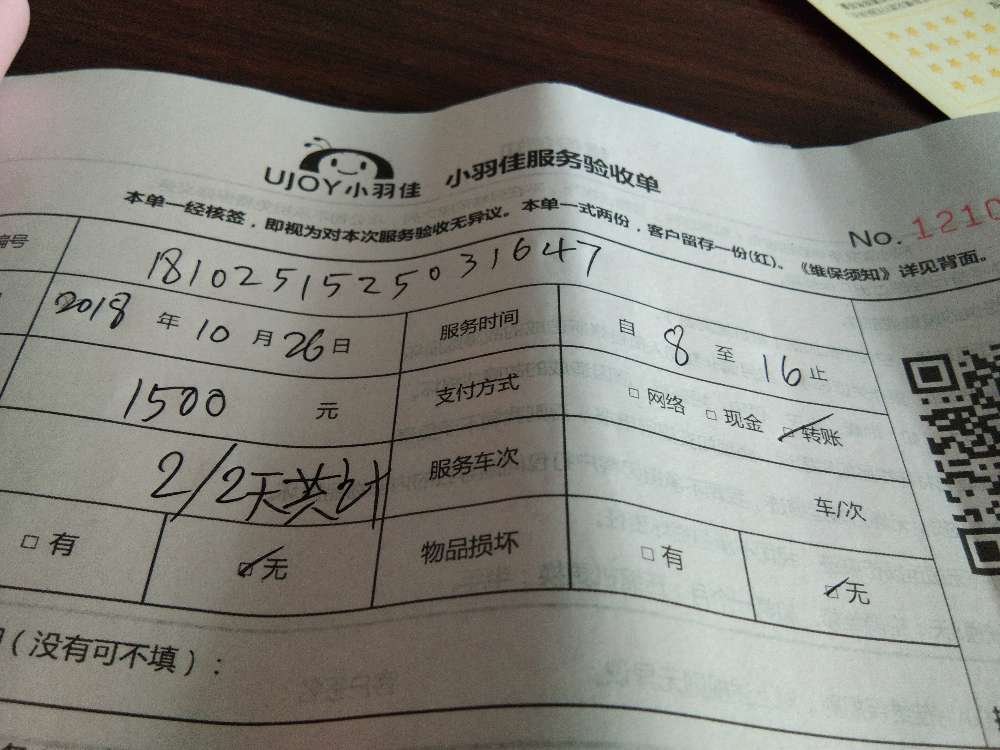 UJOY小羽佳 小羽佳服务验收单
本单一经核签，即视为对本次服务验收无异议。本单一式两份，客户留存一份(红)。《维保须知》详见背面。
No. 1210
编号 1810251525031647
2018 年 10 月 26 日 服务时间 自 8 至 16 止
1500 元 支付方式 □ 网络 □ 现金 ☑ 转账
2/2天共计 服务车次 车/次
□ 有 ☑ 无 物品损坏 □ 有 ☑ 无
（没有可不填）：